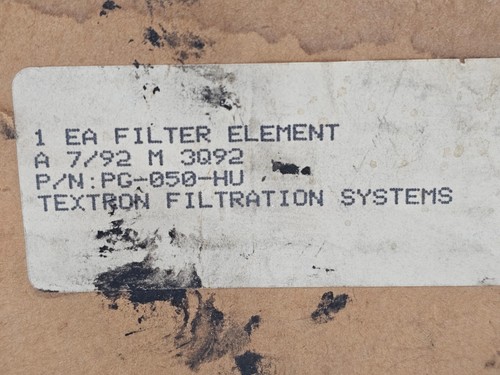 1 EA FILTER ELEMENT
A 7/92 M 3Q92
P/N:PG-050-HU
TEXTRON FILTRATION SYSTEMS